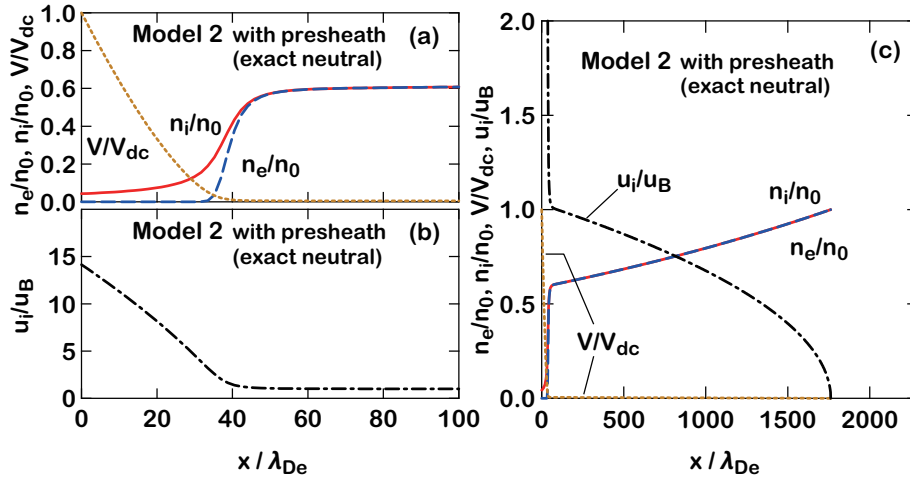 n_e/n_0, n_i/n_0, V/V_dc
1.0
0.8
0.6
0.4
0.2
0.0
Model 2 with presheath
(exact neutral)
(a)
n_i/n_0
V/V_dc
n_e/n_0
u_i/u_B
15
10
5
0
Model 2 with presheath
(exact neutral)
(b)
0 20 40 60 80 100
x / λ_De
n_e/n_0, n_i/n_0, V/V_dc, u_i/u_B
2.0
1.5
1.0
0.5
0.0
(c)
Model 2 with presheath
(exact neutral)
u_i/u_B
n_i/n_0
n_e/n_0
V/V_dc
0 500 1000 1500 2000
x / λ_De